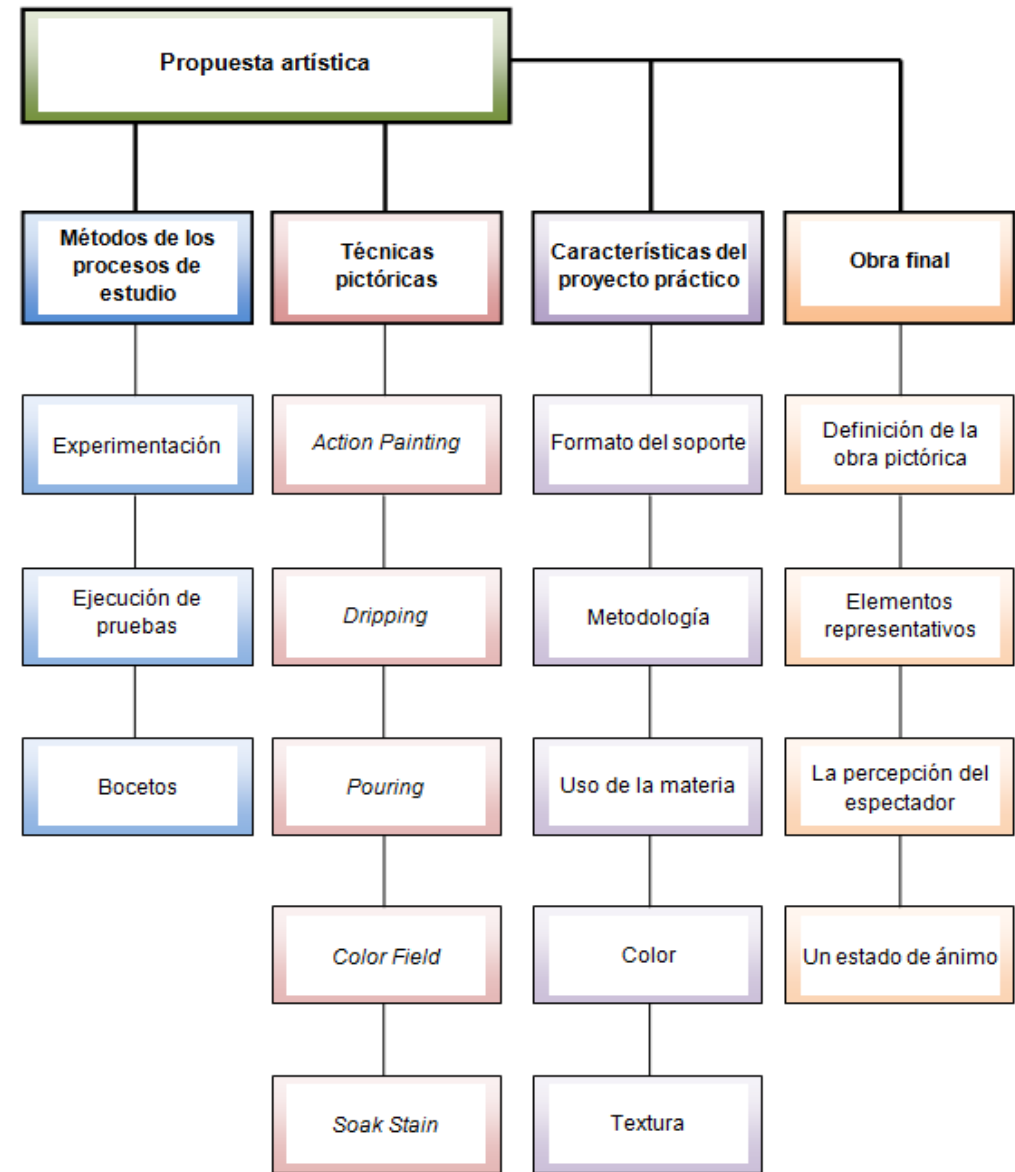 Propuesta artística
Métodos de los
procesos de
estudio
Técnicas
pictóricas
Características del
proyecto práctico
Obra final
Experimentación
Action Painting
Formato del soporte
Definición de la
obra pictórica
Ejecución de
pruebas
Dripping
Metodología
Elementos
representativos
Bocetos
Pouring
Uso de la materia
La percepción del
espectador
Color Field
Color
Un estado de ánimo
Soak Stain
Textura